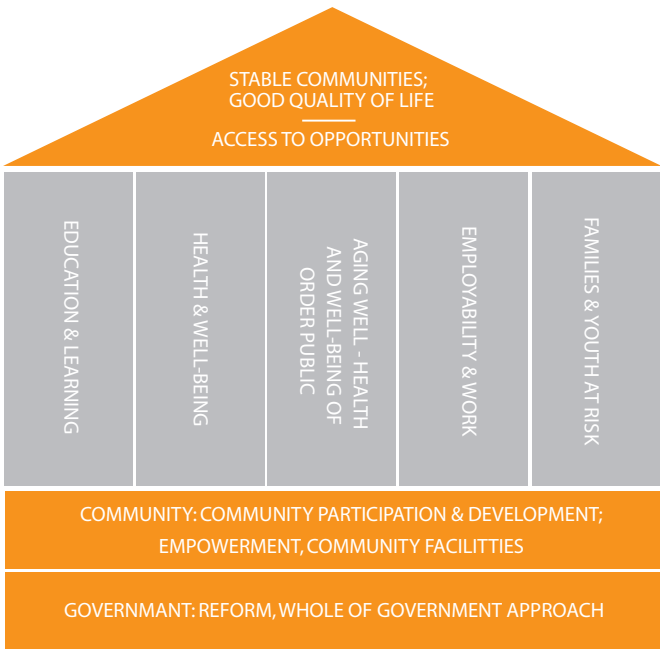 STABLE COMMUNITIES;
GOOD QUALITY OF LIFE
ACCESS TO OPPORTUNITIES
EDUCATION & LEARNING
HEALTH & WELL-BEING
AGING WELL - HEALTH
AND WELL-BEING OF
ORDER PUBLIC
EMPLOYABILITY & WORK
FAMILIES & YOUTH AT RISK
COMMUNITY: COMMUNITY PARTICIPATION & DEVELOPMENT;
EMPOWERMENT, COMMUNITY FACILITTIES
GOVERNMANT: REFORM, WHOLE OF GOVERNMENT APPROACH